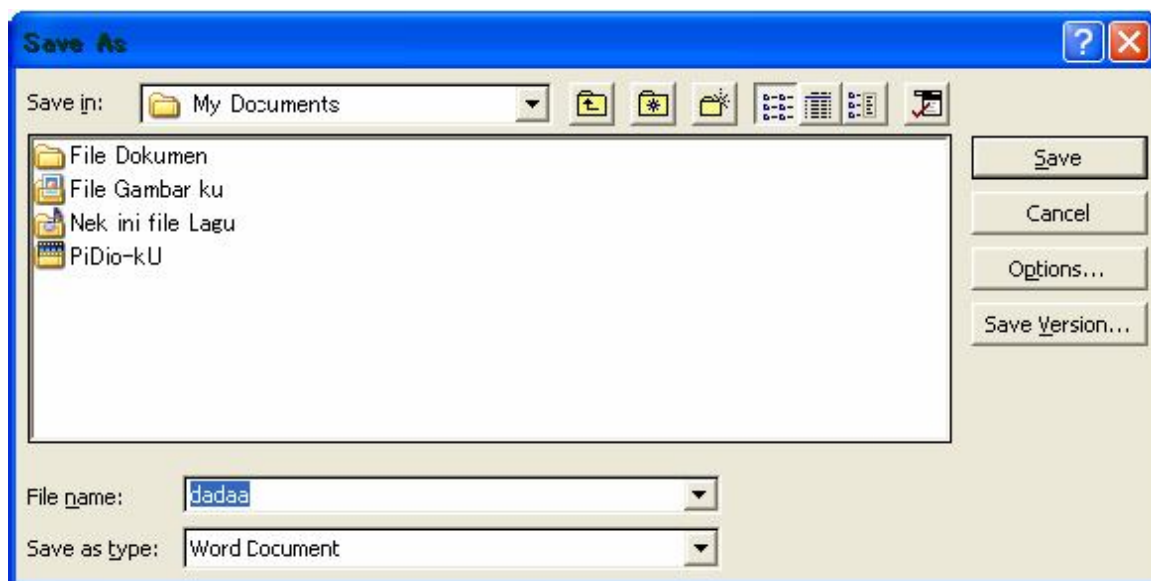 Save As
Save in:
My Documents
File Dokumen
File Gambar ku
Nek ini file Lagu
PiDio-kU
Save
Cancel
Options...
Save Version...
File name:
dadaa
Save as type:
Word Document